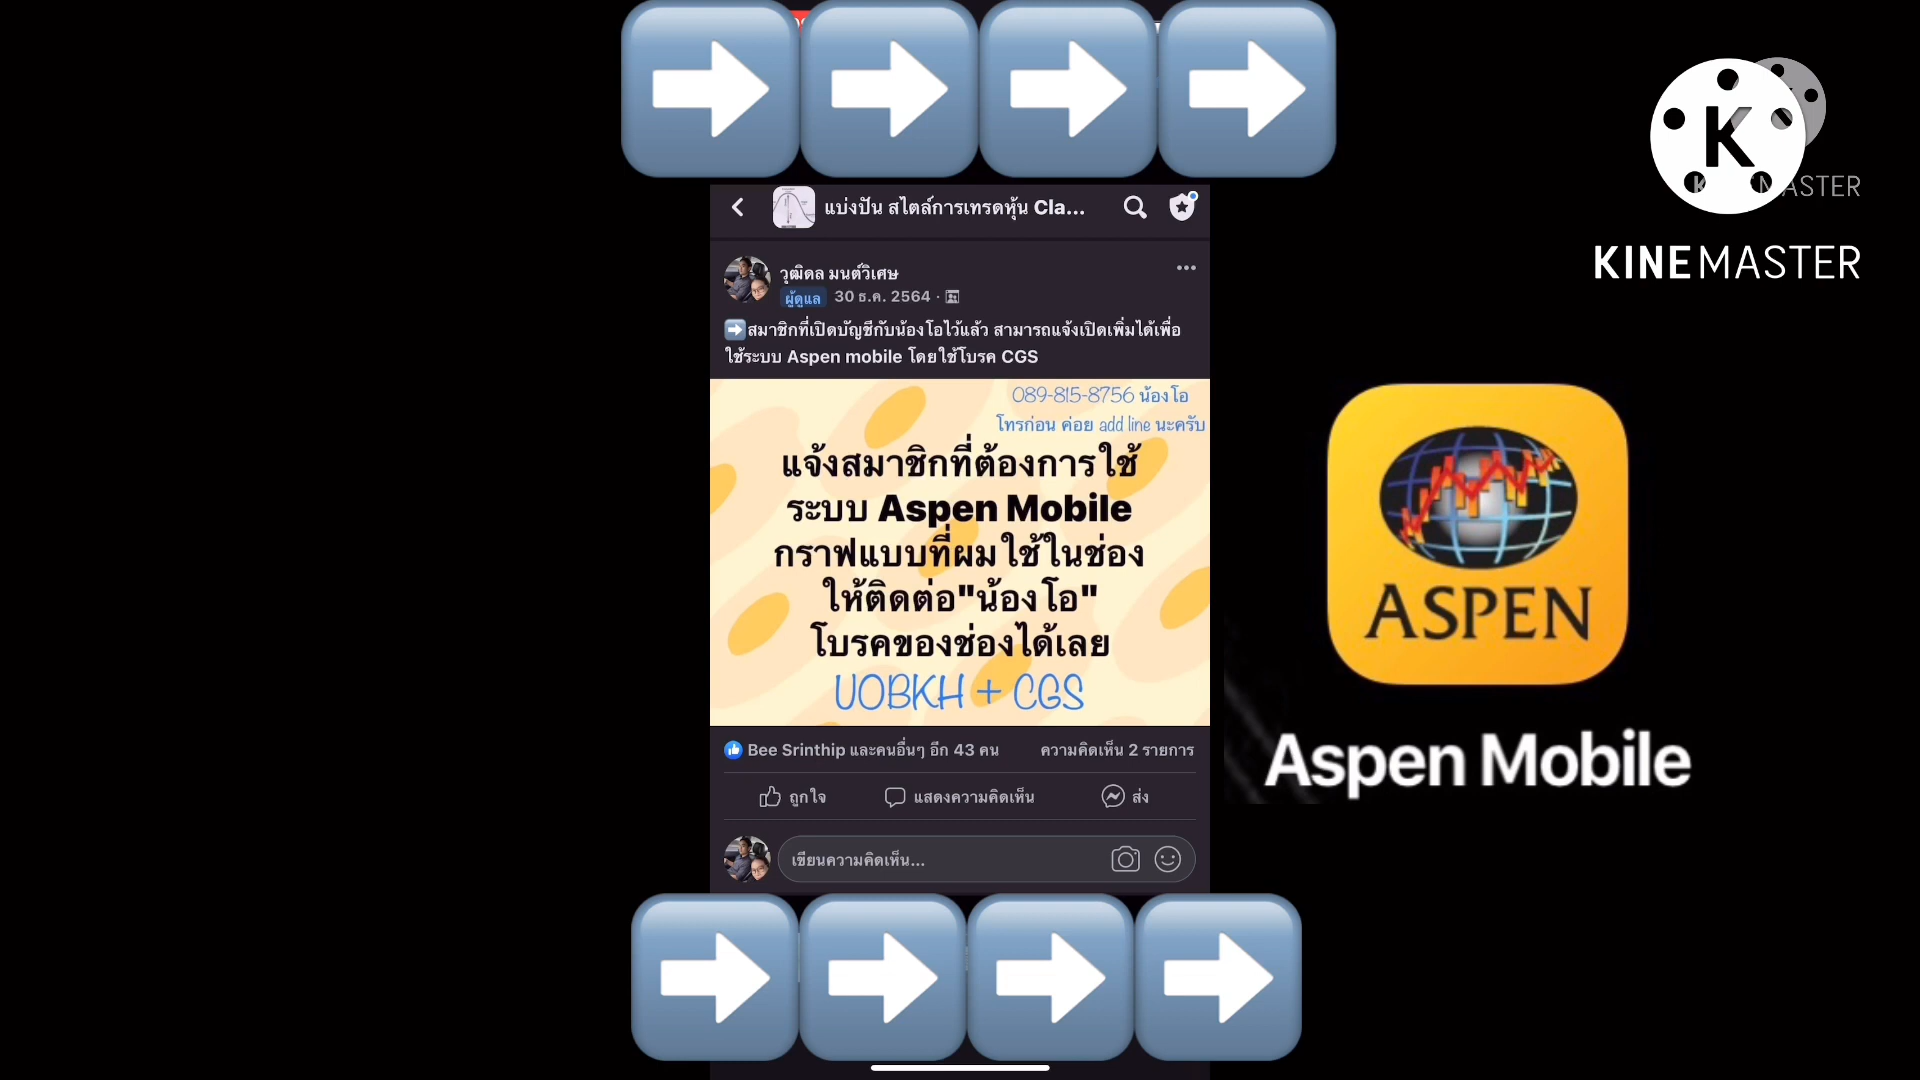 แบ่งปัน สไตล์การเทรดหุ้น Cla...
วุฒิดล มนต์วิเศษ
ผู้ดูแล 30 ธ.ค. 2564 ·
➡️สมาชิกที่เปิดบัญชีกับน้องโอไว้แล้ว สามารถแจ้งเปิดเพิ่มได้เพื่อ
ใช้ระบบ Aspen mobile โดยใช้โบรค CGS
089-815-8756 น้องโอ
โทรก่อน ค่อย add line นะครับ
แจ้งสมาชิกที่ต้องการใช้
ระบบ Aspen Mobile
กราฟแบบที่ผมใช้ในช่อง
ให้ติดต่อ"น้องโอ"
โบรคของช่องได้เลย
UOBKH + CGS
Bee Srinthip และคนอื่นๆ อีก 43 คน ความคิดเห็น 2 รายการ
ถูกใจ แสดงความคิดเห็น ส่ง
เขียนความคิดเห็น...
K
KINEMASTER
ASPEN
Aspen Mobile